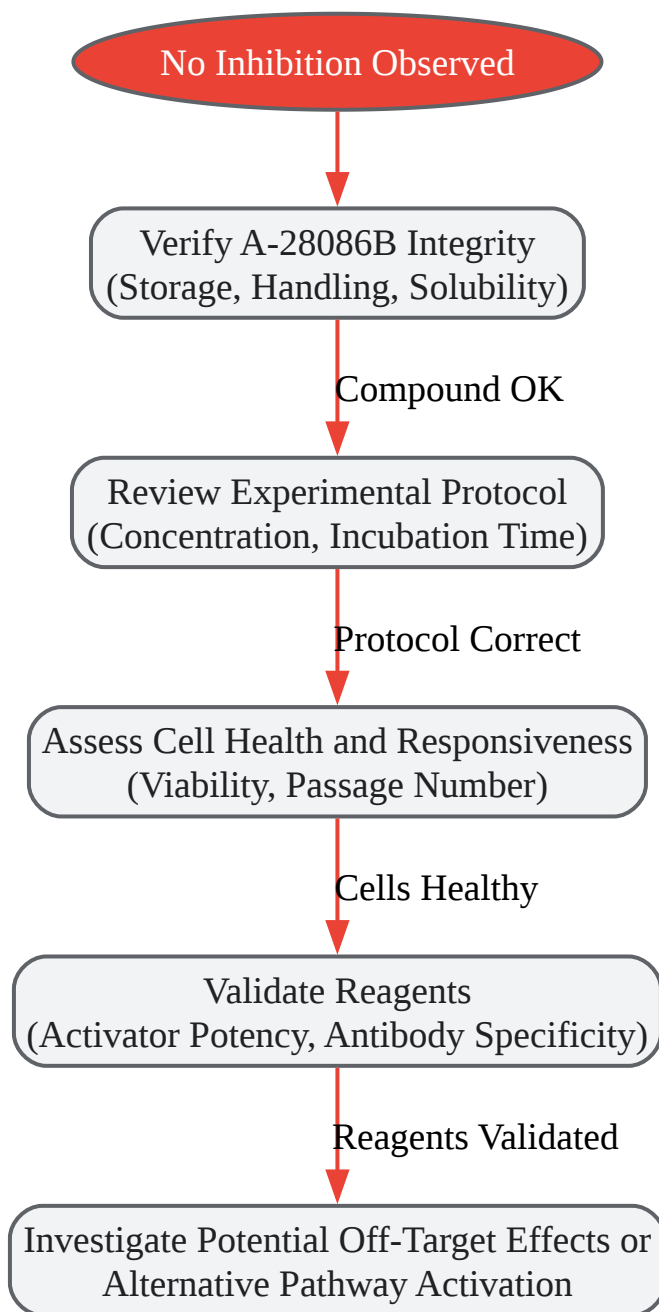 No Inhibition Observed
Verify A-28086B Integrity
(Storage, Handling, Solubility)
Compound OK
Review Experimental Protocol
(Concentration, Incubation Time)
Protocol Correct
Assess Cell Health and Responsiveness
(Viability, Passage Number)
Cells Healthy
Validate Reagents
(Activator Potency, Antibody Specificity)
Reagents Validated
Investigate Potential Off-Target Effects or
Alternative Pathway Activation